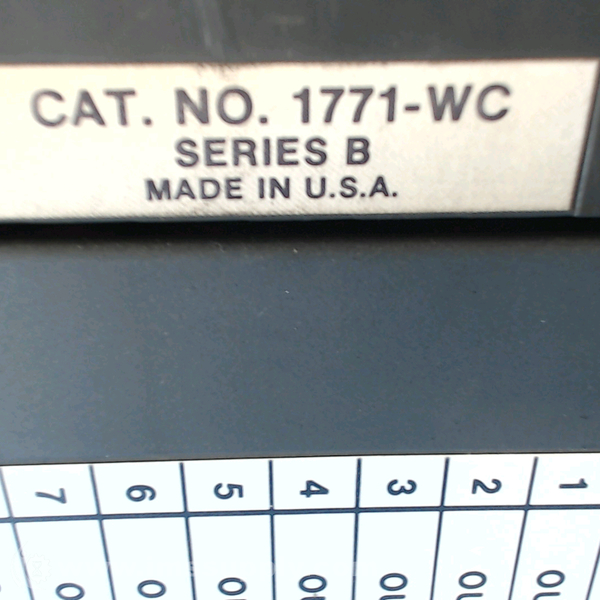 CAT. NO. 1771-WC
SERIES B
MADE IN U.S.A.
7 6 5 4 3 2 1